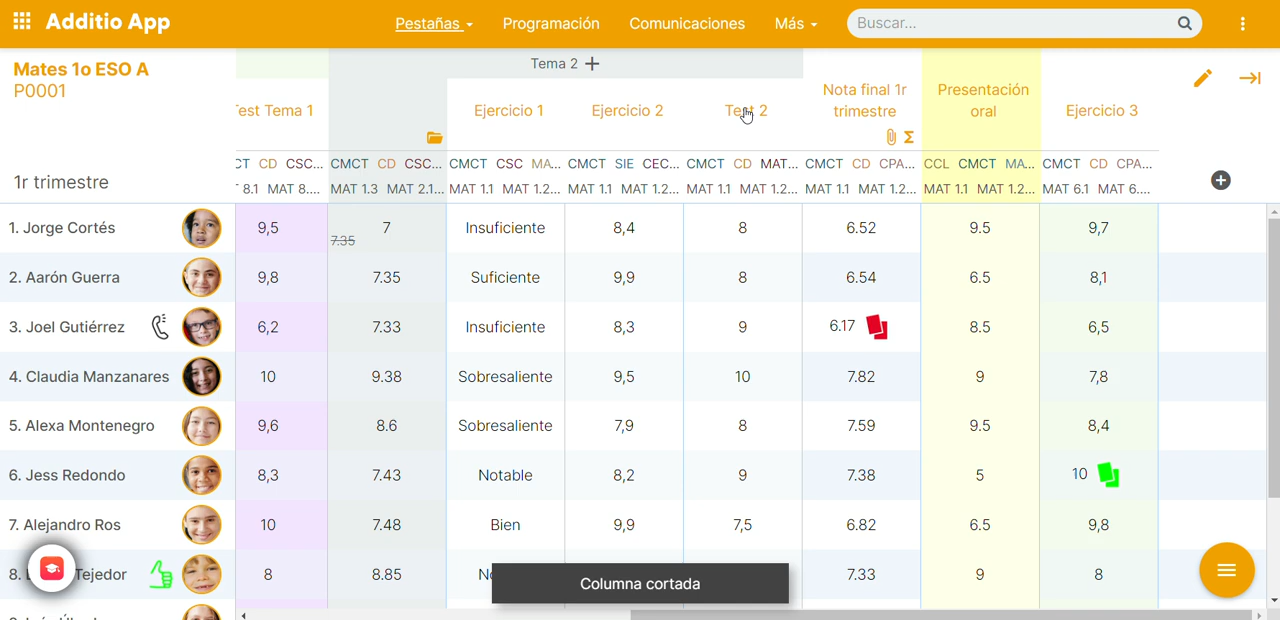 Additio App
Pestañas
Programación
Comunicaciones
Más
Buscar...
Mates 1o ESO A
P0001
1r trimestre
Tema 2 +
Test Tema 1
Ejercicio 1
Ejercicio 2
Test 2
Nota final 1r
trimestre
Presentación
oral
Ejercicio 3
CT CD CSC... CMCT CD CSC... CMCT CSC MA... CMCT SIE CEC... CMCT CD MAT... CMCT CD CPA... CCL CMCT MA... CMCT CD CPA...
8.1 MAT 8.... MAT 1.3 MAT 2.1... MAT 1.1 MAT 1.2... MAT 1.1 MAT 1.2... MAT 1.1 MAT 1.2... MAT 1.1 MAT 1.2... MAT 1.1 MAT 1.2... MAT 6.1 MAT 6....
1. Jorge Cortés 9,5 7.35 7 Insuficiente 8,4 8 6.52 9.5 9,7
2. Aarón Guerra 9,8 7.35 Suficiente 9,9 8 6.54 6.5 8,1
3. Joel Gutiérrez 6,2 7.33 Insuficiente 8,3 9 6.17 8.5 6,5
4. Claudia Manzanares 10 9.38 Sobresaliente 9,5 10 7.82 9 7,8
5. Alexa Montenegro 9,6 8.6 Sobresaliente 7,9 8 7.59 9.5 8,4
6. Jess Redondo 8,3 7.43 Notable 8,2 9 7.38 5 10
7. Alejandro Ros 10 7.48 Bien 9,9 7,5 6.82 6.5 9,8
8. Tejedor 8 8.85 7.33 9 8
Columna cortada